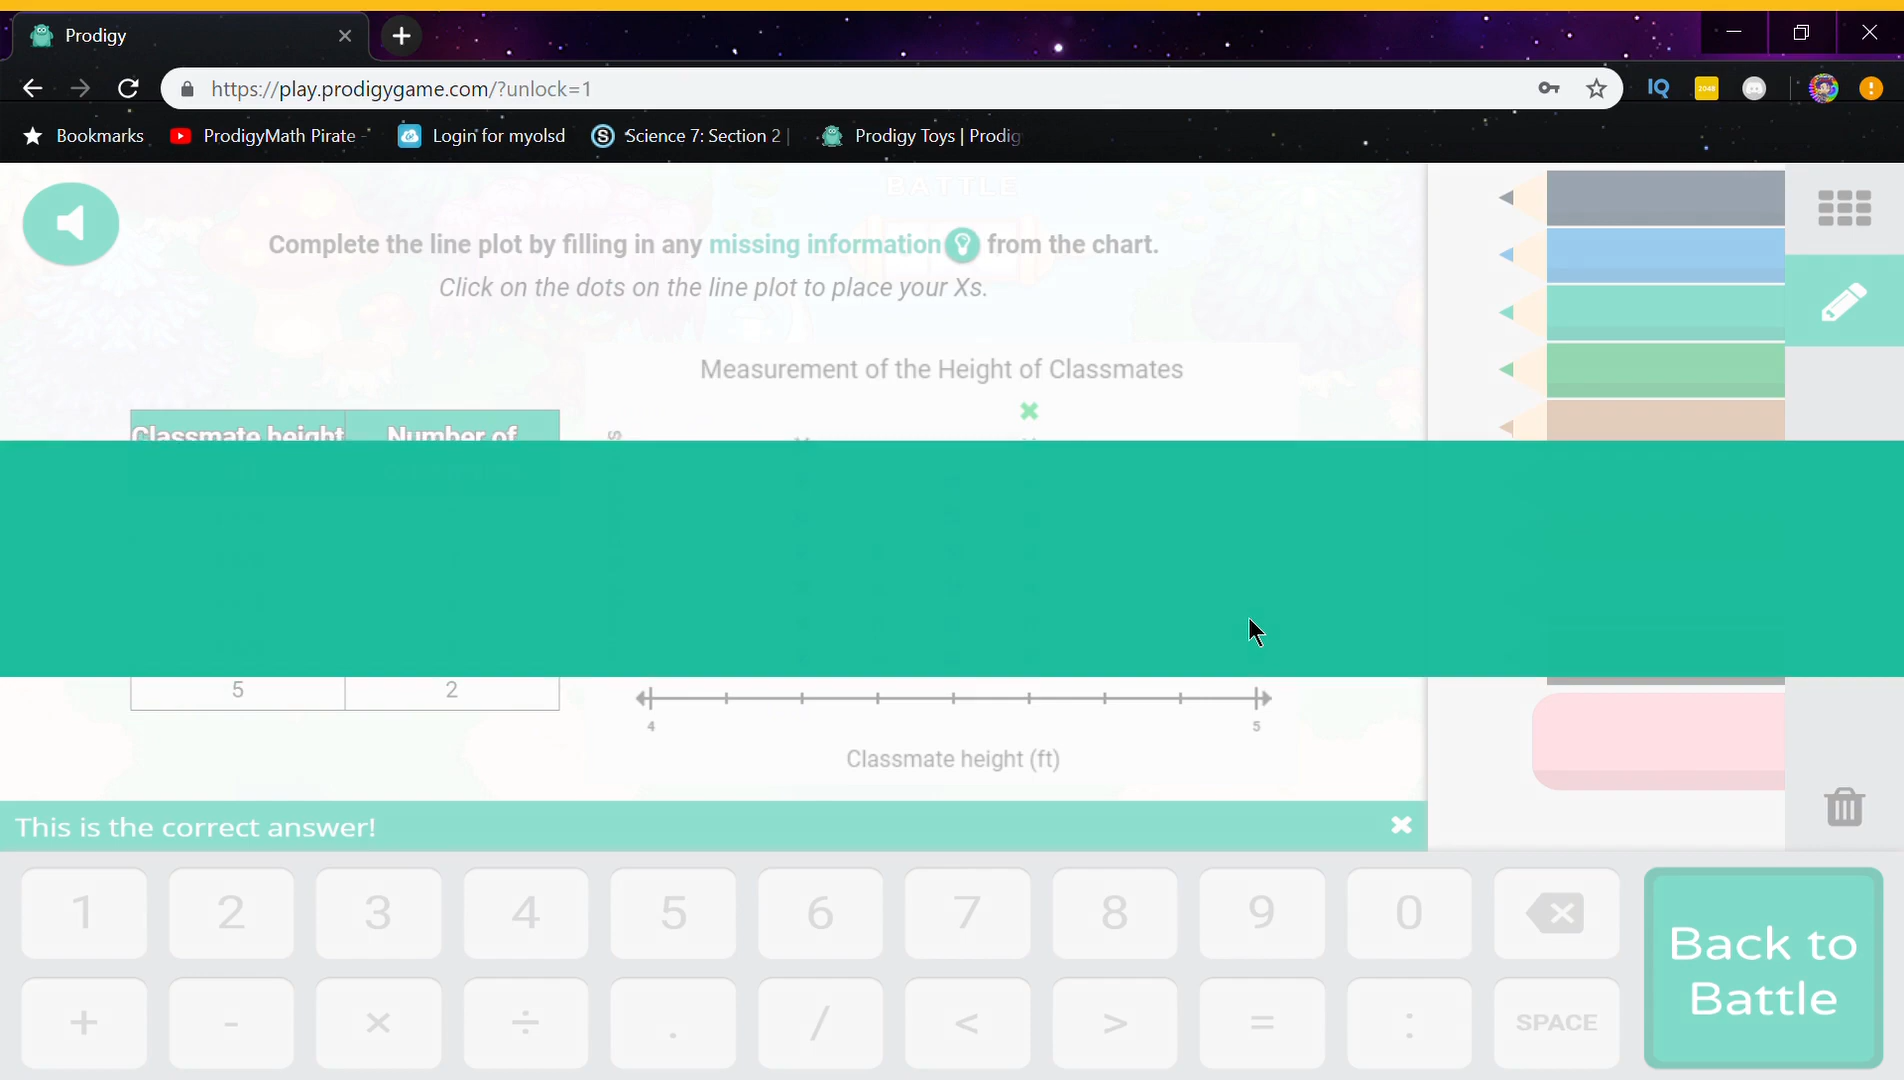 Prodigy
https://play.prodigygame.com/?unlock=1
IQ
2048
Bookmarks
ProdigyMath Pirate -
Login for myolsd
Science 7: Section 2 |
Prodigy Toys | Prodig
BATTLE
Complete the line plot by filling in any missing information from the chart.
Click on the dots on the line plot to place your Xs.
Measurement of the Height of Classmates
Classmate height
Number of
5 2
4 5
Classmate height (ft)
This is the correct answer!
1 2 3 4 5 6 7 8 9 0
+ - × ÷ . / < > = : SPACE
Back to
Battle